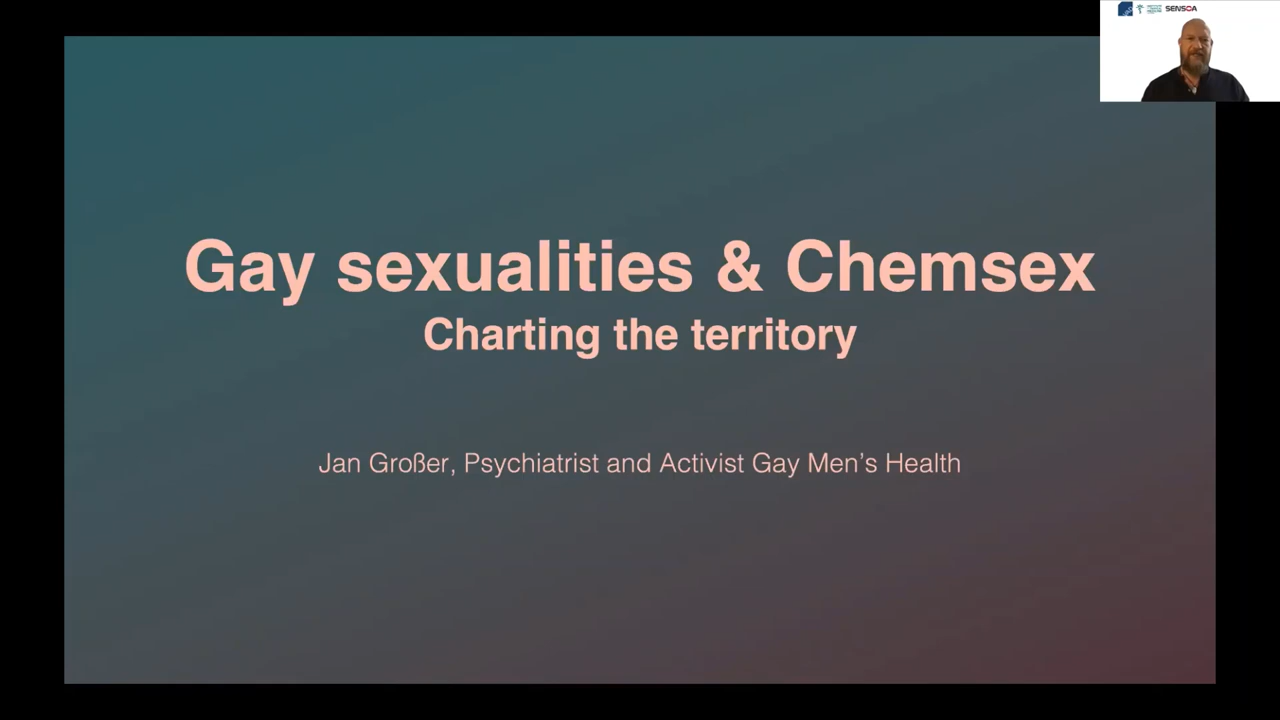 SENSOA
Gay sexualities & Chemsex
Charting the territory
Jan Großer, Psychiatrist and Activist Gay Men's Health